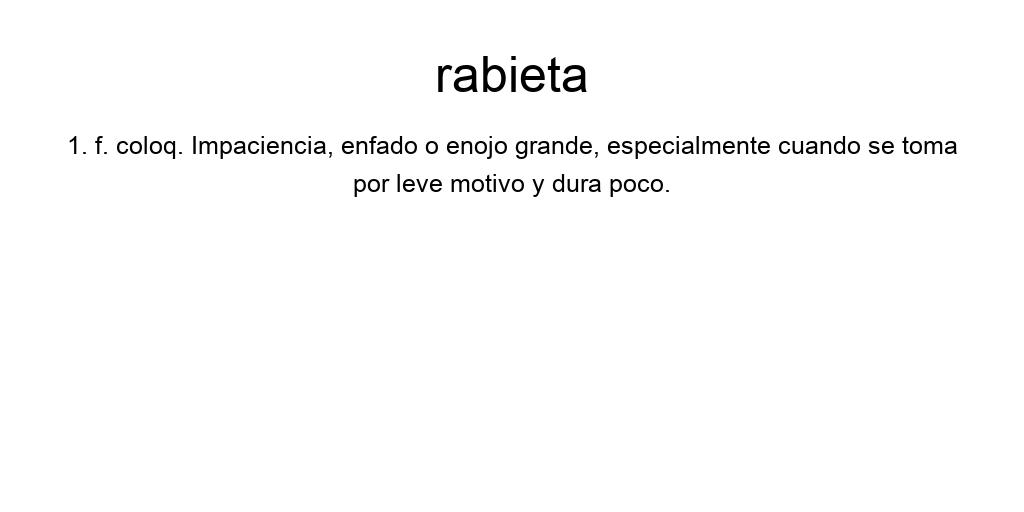 rabieta
1. f. coloq. Impaciencia, enfado o enojo grande, especialmente cuando se toma
por leve motivo y dura poco.